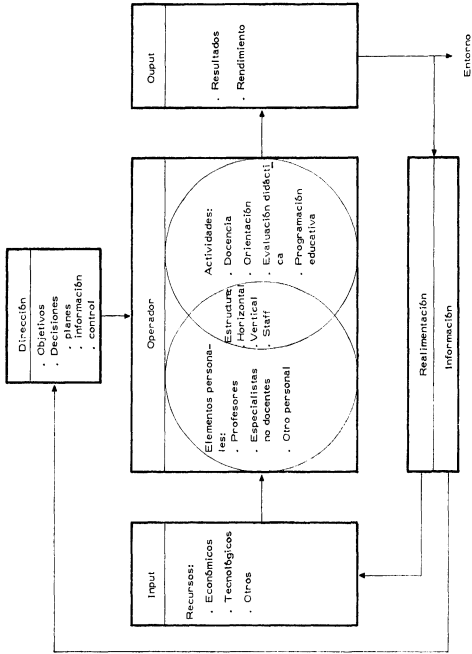 Dirección
. Objetivos
. Decisiones
. planes
. información
. control
Input
Recursos:
. Económicos
. Tecnológicos
. Otros
Operador
Elementos persona-
les:
. Profesores
. Especialistas
no docentes
. Otro personal
Estructura
. Horizontal
. Vertical
. Staff
Actividades:
. Docencia
. Orientación
. Evaluación didácti-
ca
. Programación
educativa
Ouput
. Resultados
. Rendimiento
Realimentación
Información
Entorno